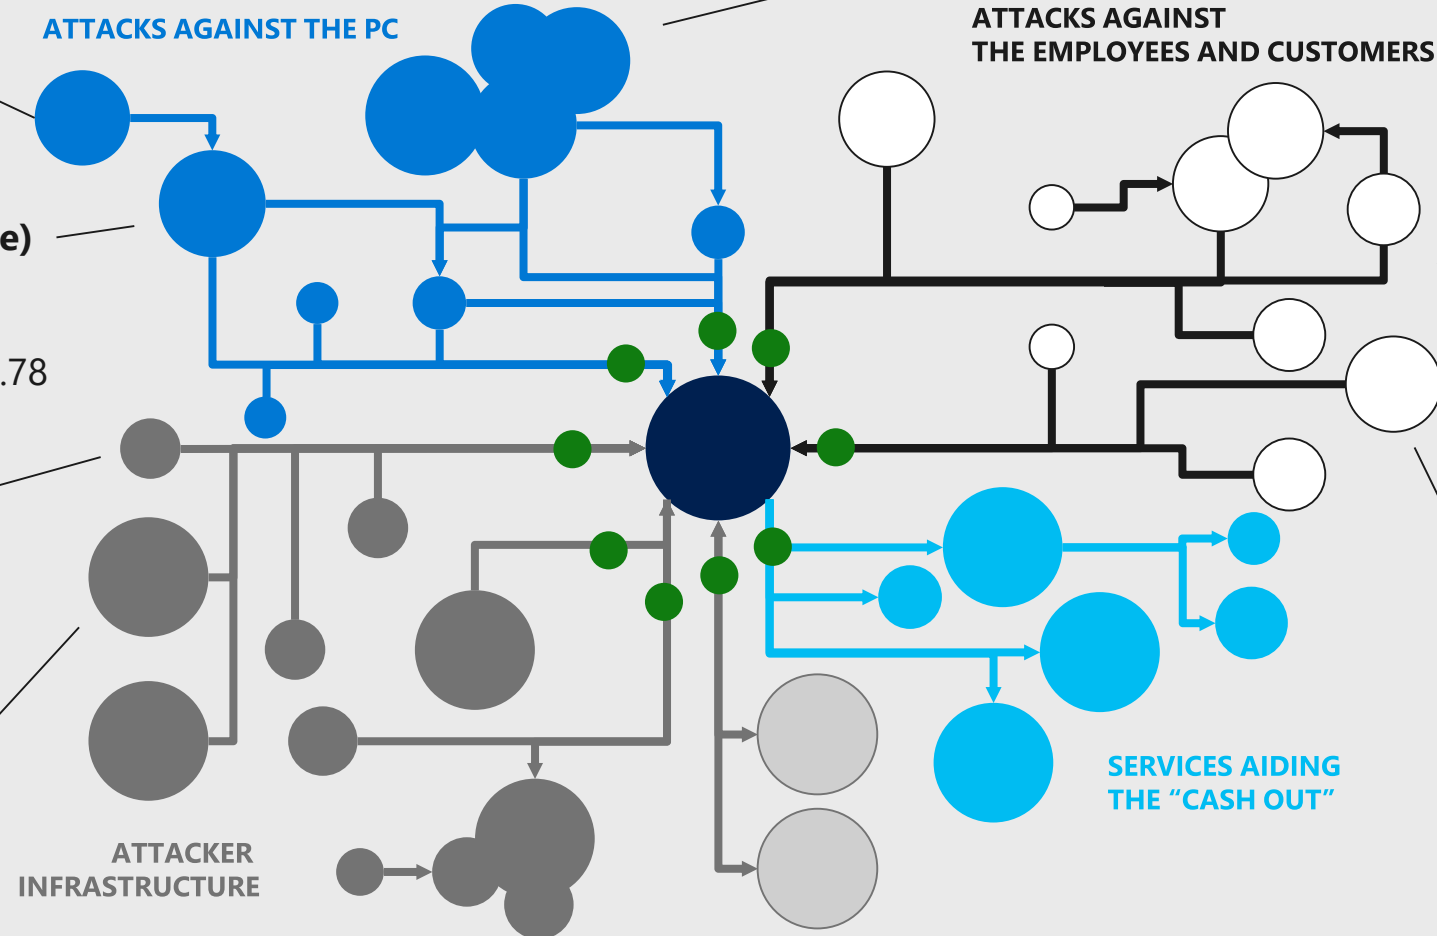 ATTACKS AGAINST THE PC
ATTACKS AGAINST
THE EMPLOYEES AND CUSTOMERS
e)
.78
SERVICES AIDING
THE “CASH OUT”
ATTACKER
INFRASTRUCTURE